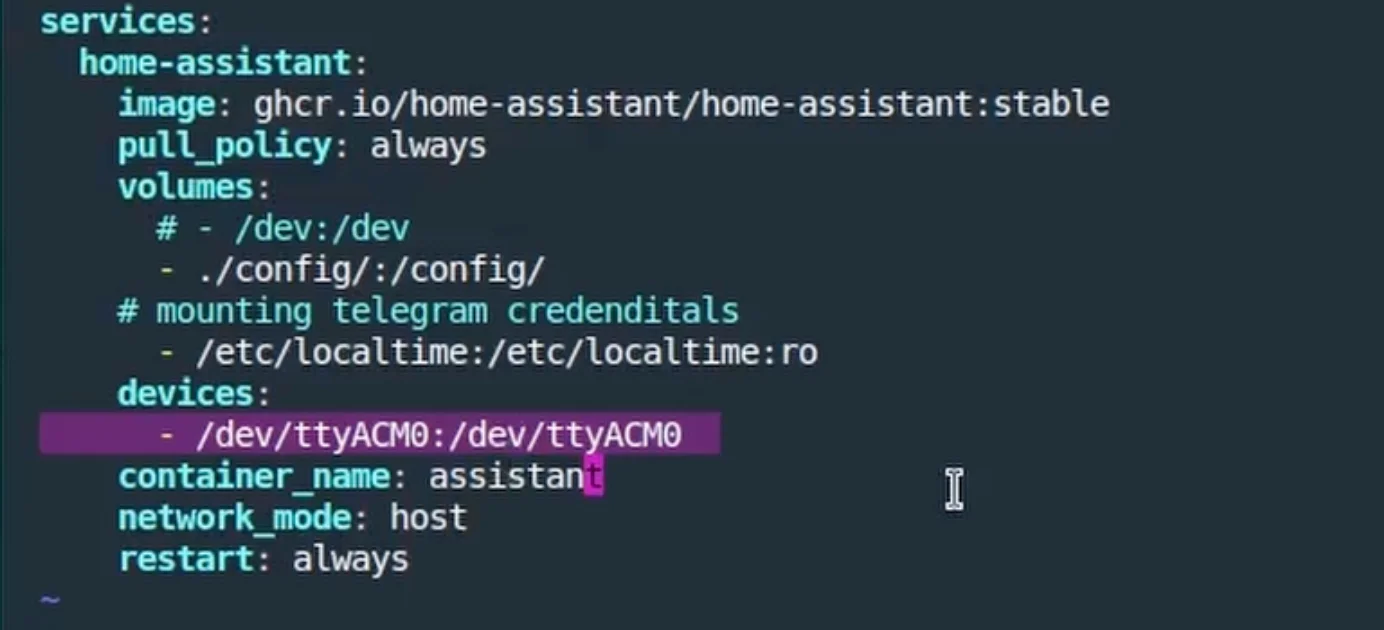 services:
home-assistant:
image: ghcr.io/home-assistant/home-assistant:stable
pull_policy: always
volumes:
# - /dev:/dev
- ./config/:/config/
# mounting telegram credenditals
- /etc/localtime:/etc/localtime:ro
devices:
- /dev/ttyACM0:/dev/ttyACM0
container_name: assistant
network_mode: host
restart: always
~